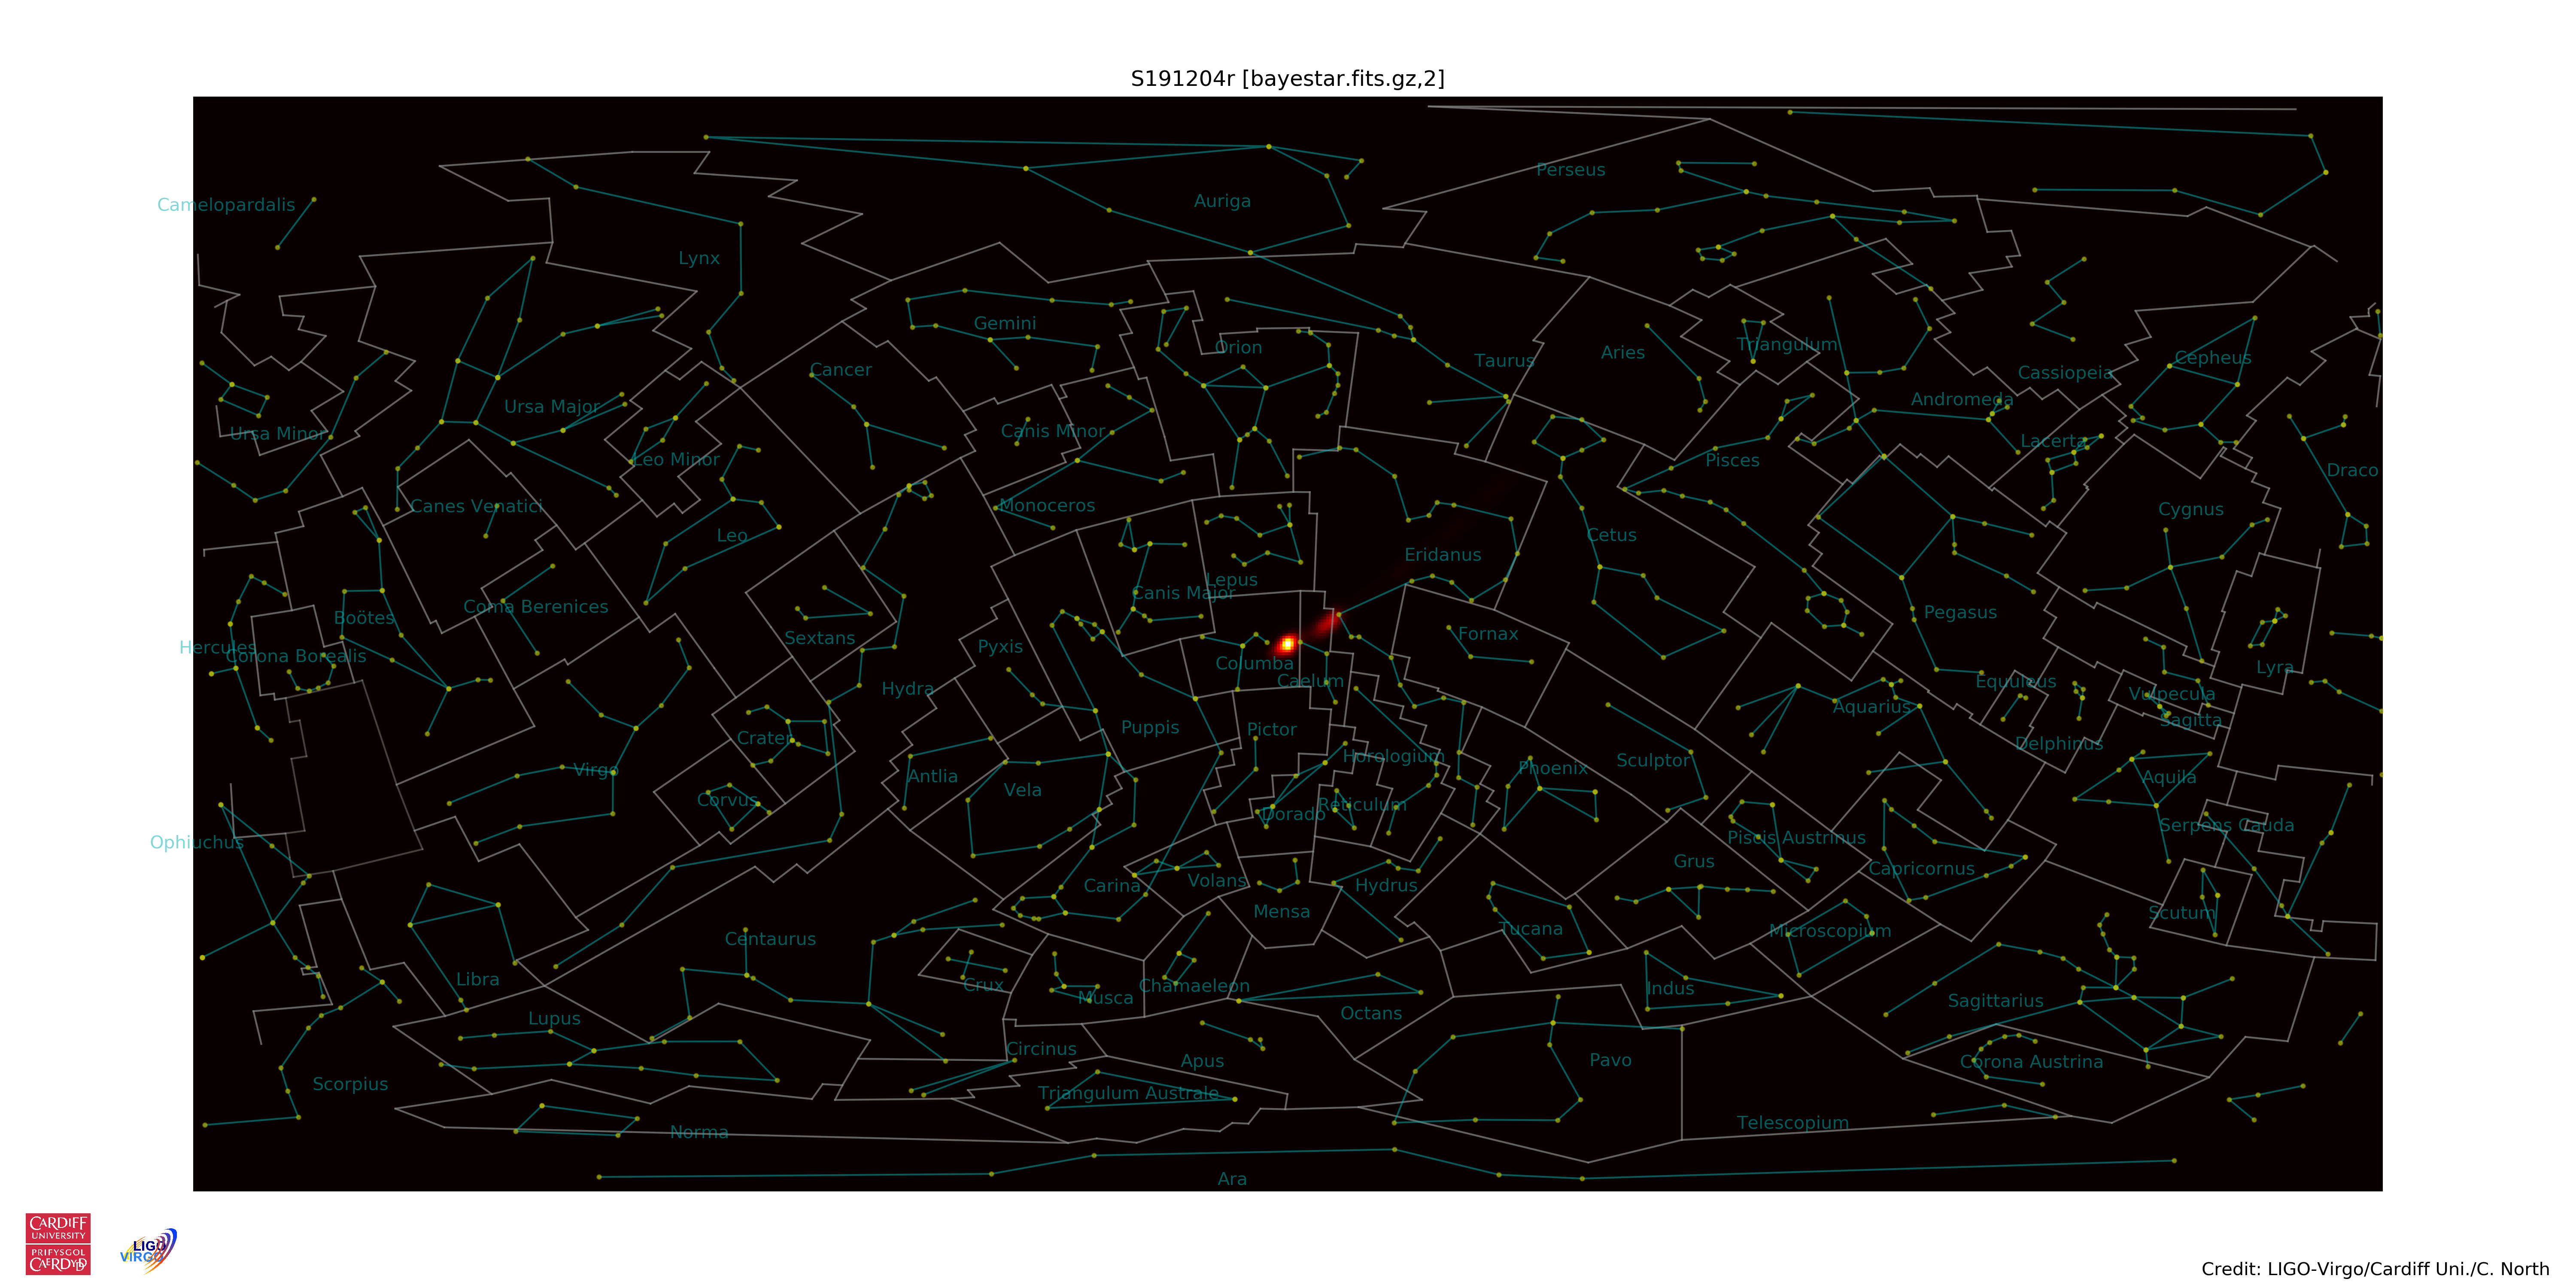 S191204r [bayestar.fits.gz,2]
Camelopardalis
Auriga
Perseus
Lynx
Gemini
Orion
Cancer
Taurus
Aries
Triangulum
Cassiopeia
Cepheus
Ursa Major
Ursa Minor
Canis Minor
Andromeda
Lacerta
Leo Minor
Pisces
Draco
Canes Venatici
Monoceros
Cygnus
Leo
Eridanus
Cetus
Lepus
Canis Major
Coma Berenices
Boötes
Sextans
Pegasus
Fornax
Hercules
Corona Borealis
Pyxis
Columba
Caelum
Lyra
Hydra
Equuleus
Vulpecula
Aquarius
Sagitta
Puppis
Pictor
Crater
Delphinus
Horologium
Sculptor
Phoenix
Virgo
Antlia
Aquila
Vela
Corvus
Reticulum
Dorado
Serpens Cauda
Piscis Austrinus
Ophiuchus
Grus
Capricornus
Carina
Volans
Hydrus
Mensa
Scutum
Tucana
Microscopium
Centaurus
Libra
Crux
Chamaeleon
Indus
Musca
Sagittarius
Octans
Lupus
Circinus
Apus
Pavo
Corona Austrina
Scorpius
Triangulum Australe
Telescopium
Norma
Ara
CARDIFF
UNIVERSITY
PRIFYSGOL
CAERDYDD
LIGO
VIRGO
Credit: LIGO-Virgo/Cardiff Uni./C. North